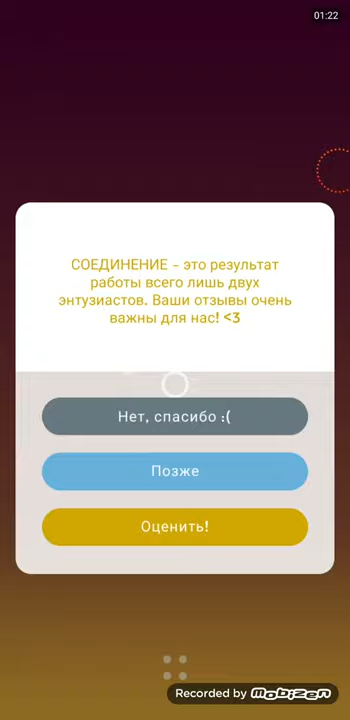 01:22
СОЕДИНЕНИЕ - это результат
работы всего лишь двух
энтузиастов. Ваши отзывы очень
важны для нас! <3
Нет, спасибо :(
Позже
Оценить!
Recorded by mobizen